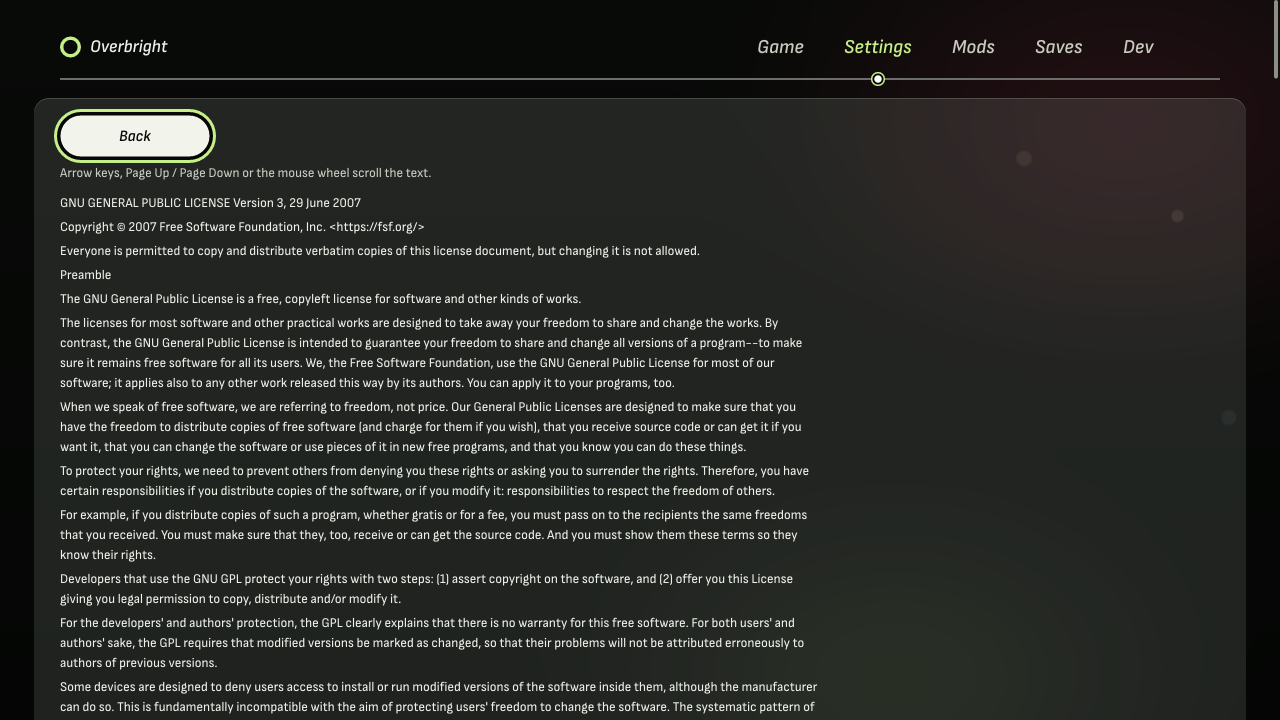 Overbright
Game
Settings
Mods
Saves
Dev
Back
Arrow keys, Page Up / Page Down or the mouse wheel scroll the text.
GNU GENERAL PUBLIC LICENSE Version 3, 29 June 2007
Copyright © 2007 Free Software Foundation, Inc. <https://fsf.org/>
Everyone is permitted to copy and distribute verbatim copies of this license document, but changing it is not allowed.
Preamble
The GNU General Public License is a free, copyleft license for software and other kinds of works.
The licenses for most software and other practical works are designed to take away your freedom to share and change the works. By
contrast, the GNU General Public License is intended to guarantee your freedom to share and change all versions of a program--to make
sure it remains free software for all its users. We, the Free Software Foundation, use the GNU General Public License for most of our
software; it applies also to any other work released this way by its authors. You can apply it to your programs, too.
When we speak of free software, we are referring to freedom, not price. Our General Public Licenses are designed to make sure that you
have the freedom to distribute copies of free software (and charge for them if you wish), that you receive source code or can get it if you
want it, that you can change the software or use pieces of it in new free programs, and that you know you can do these things.
To protect your rights, we need to prevent others from denying you these rights or asking you to surrender the rights. Therefore, you have
certain responsibilities if you distribute copies of the software, or if you modify it: responsibilities to respect the freedom of others.
For example, if you distribute copies of such a program, whether gratis or for a fee, you must pass on to the recipients the same freedoms
that you received. You must make sure that they, too, receive or can get the source code. And you must show them these terms so they
know their rights.
Developers that use the GNU GPL protect your rights with two steps: (1) assert copyright on the software, and (2) offer you this License
giving you legal permission to copy, distribute and/or modify it.
For the developers' and authors' protection, the GPL clearly explains that there is no warranty for this free software. For both users' and
authors' sake, the GPL requires that modified versions be marked as changed, so that their problems will not be attributed erroneously to
authors of previous versions.
Some devices are designed to deny users access to install or run modified versions of the software inside them, although the manufacturer
can do so. This is fundamentally incompatible with the aim of protecting users' freedom to change the software. The systematic pattern of